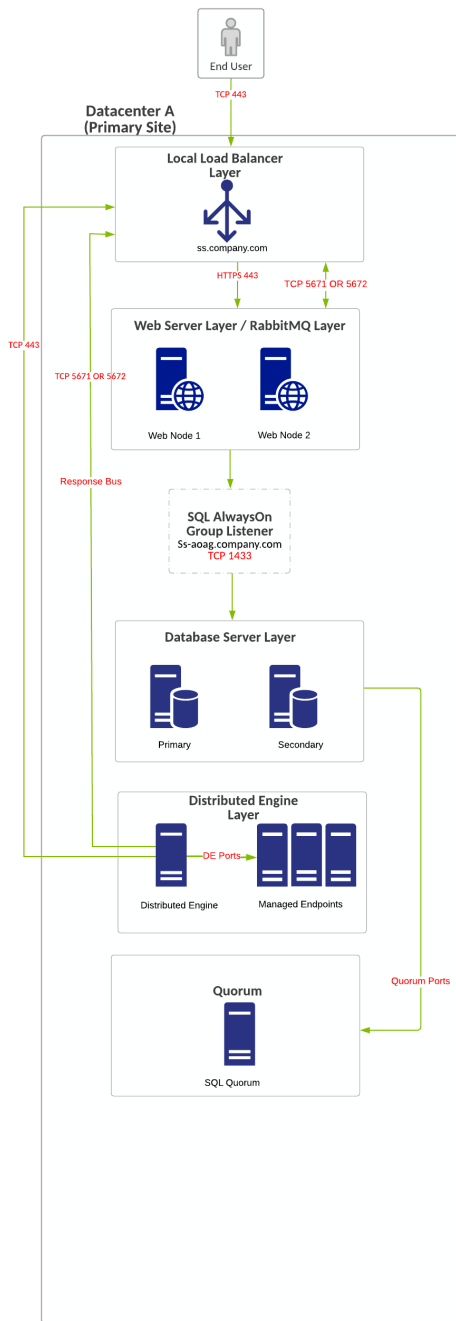 End User
TCP 443
Datacenter A
(Primary Site)
Local Load Balancer
Layer
ss.company.com
HTTPS 443
TCP 5671 OR 5672
Web Server Layer / RabbitMQ Layer
TCP 443
TCP 5671 OR 5672
Web Node 1
Web Node 2
Response Bus
SQL AlwaysOn
Group Listener
Ss-aoag.company.com
TCP 1433
Database Server Layer
Primary
Secondary
Distributed Engine
Layer
DE Ports
Distributed Engine
Managed Endpoints
Quorum Ports
Quorum
SQL Quorum